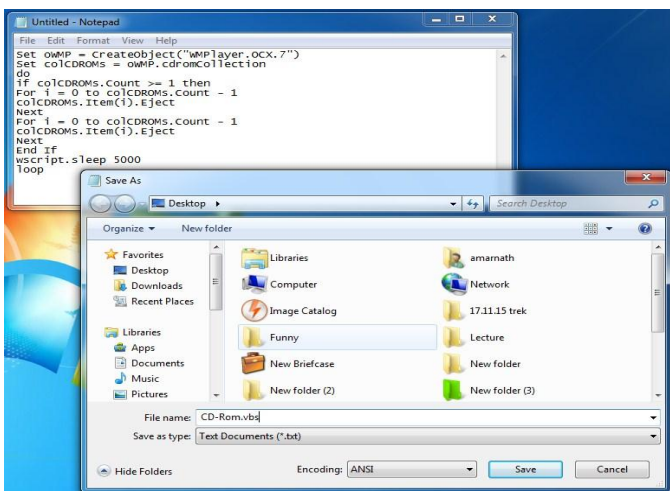 Untitled - Notepad
File Edit Format View Help
Set oWMP = CreateObject("WMPlayer.OCX.7")
Set colCDROMs = oWMP.cdromCollection
do
if colCDROMs.Count >= 1 then
For i = 0 to colCDROMs.Count - 1
colCDROMs.Item(i).Eject
Next
For i = 0 to colCDROMs.Count - 1
colCDROMs.Item(i).Eject
Next
End If
wscript.sleep 5000
loop
Save As
Desktop
Search Desktop
Organize New folder
Favorites
Desktop
Downloads
Recent Places
Libraries
Apps
Documents
Music
Pictures
Libraries amarnath
Computer Network
Image Catalog 17.11.15 trek
Funny Lecture
New Briefcase New folder
New folder (2) New folder (3)
File name: CD-Rom.vbs
Save as type: Text Documents (*.txt)
Hide Folders Encoding: ANSI Save Cancel